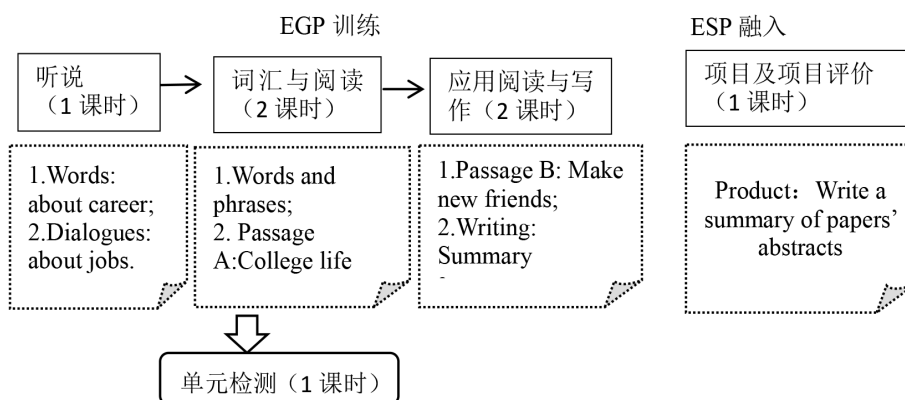 EGP 训练
ESP 融入
听说
（1 课时）
词汇与阅读
（2 课时）
应用阅读与写
作（2 课时）
项目及项目评价
（1 课时）
1.Words:
about career;
2.Dialogues:
about jobs.
1.Words and
phrases;
2. Passage
A:College life
1.Passage B: Make
new friends;
2.Writing:
Summary
Product：Write a
summary of papers’
abstracts
单元检测（1 课时）